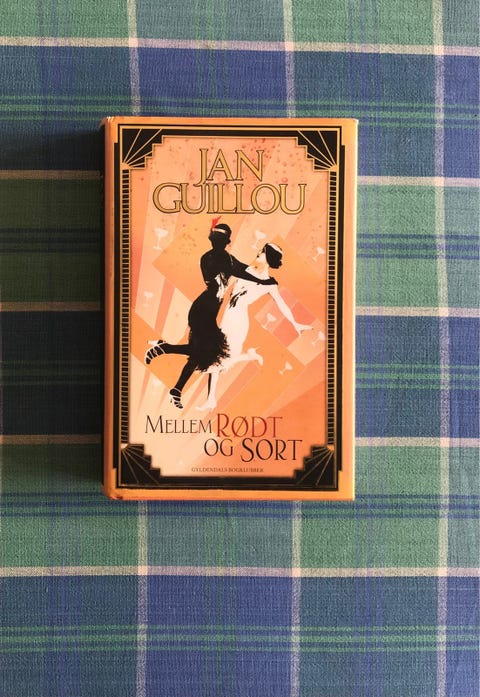 JAN
GUILLOU
MELLEM RØDT
OG SORT
GYLDENDALS BOGKLUBBER